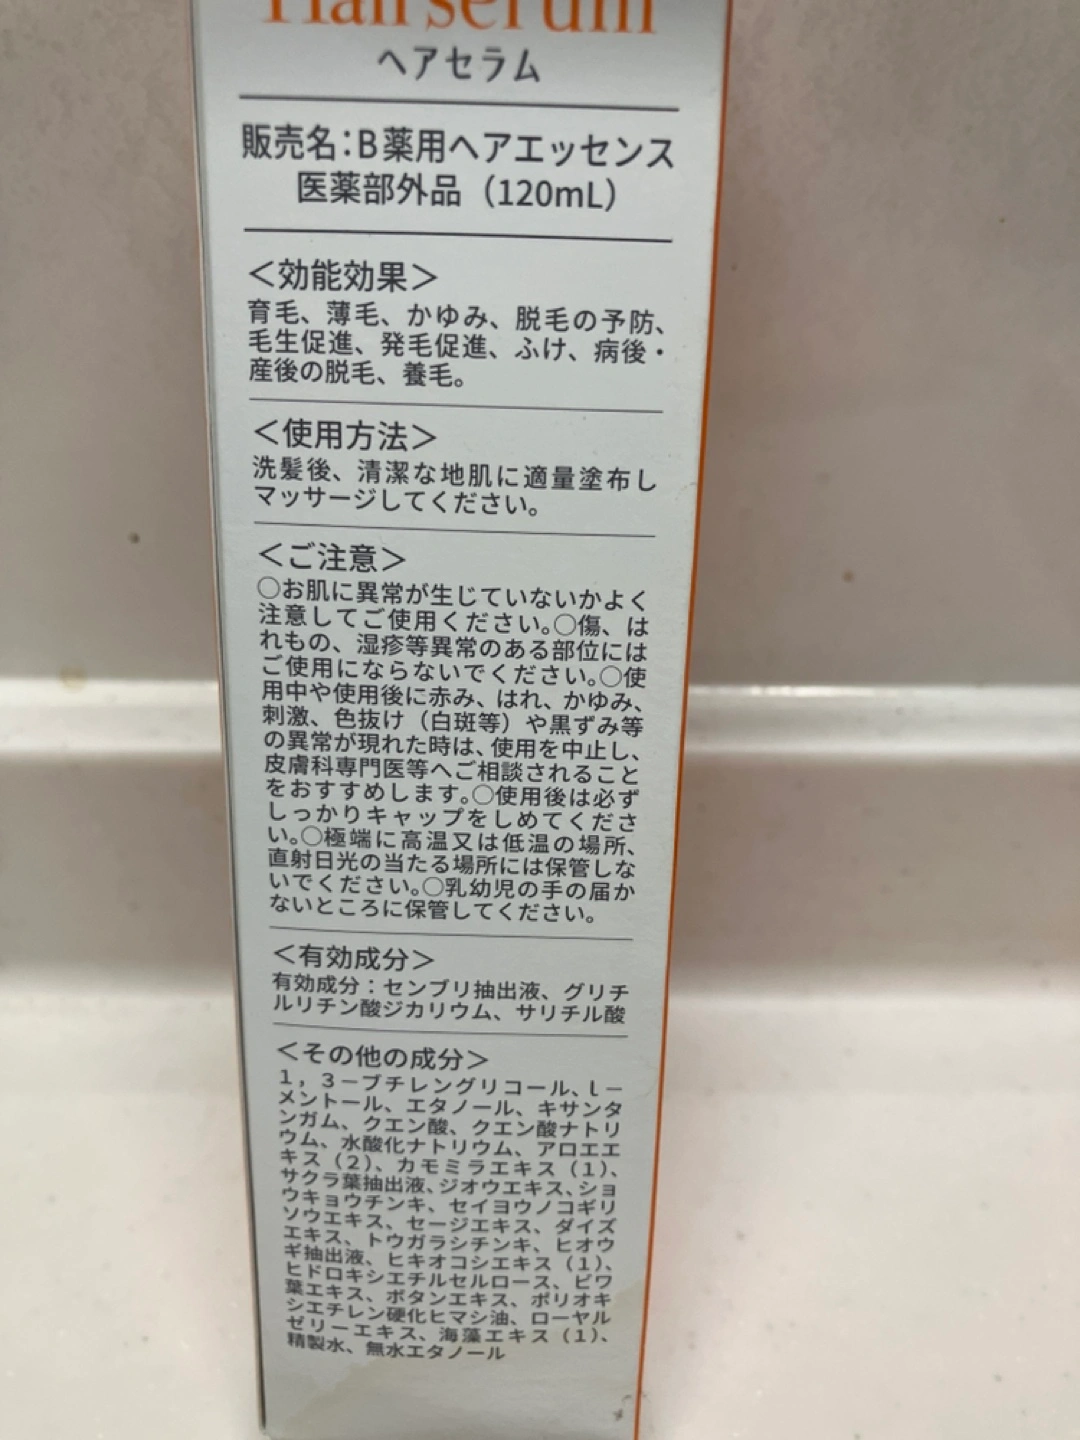 Hair serum
ヘアセラム
販売名：B薬用ヘアエッセンス
医薬部外品（120mL）
＜効能効果＞
育毛、薄毛、かゆみ、脱毛の予防、
毛生促進、発毛促進、ふけ、病後・
産後の脱毛、養毛。
＜使用方法＞
洗髪後、清潔な地肌に適量塗布し
マッサージしてください。
＜ご注意＞
○お肌に異常が生じていないかよく
注意してご使用ください。○傷、は
れもの、湿疹等異常のある部位には
ご使用にならないでください。○使
用中や使用後に赤み、はれ、かゆみ、
刺激、色抜け（白斑等）や黒ずみ等
の異常が現れた時は、使用を中止し、
皮膚科専門医等へご相談されること
をおすすめします。○使用後は必ず
しっかりキャップをしめてくださ
い。○極端に高温又は低温の場所、
直射日光の当たる場所には保管しな
いでください。○乳幼児の手の届か
ないところに保管してください。
＜有効成分＞
有効成分：センブリ抽出液、グリチ
ルリチン酸ジカリウム、サリチル酸
＜その他の成分＞
1，3－ブチレングリコール、l－
メントール、エタノール、キサンタ
ンガム、クエン酸、クエン酸ナトリ
ウム、水酸化ナトリウム、アロエエ
キス（2）、カモミラエキス（1）、
サクラ葉抽出液、ジオウエキス、ショ
ウキョウチンキ、セイヨウノコギリ
ソウエキス、セージエキス、ダイズ
エキス、トウガラシチンキ、ヒオウ
ギ抽出液、ヒキオコシエキス（1）、
ヒドロキシエチルセルロース、ビワ
葉エキス、ボタンエキス、ポリオキ
シエチレン硬化ヒマシ油、ローヤル
ゼリーエキス、海藻エキス（1）、
精製水、無水エタノール